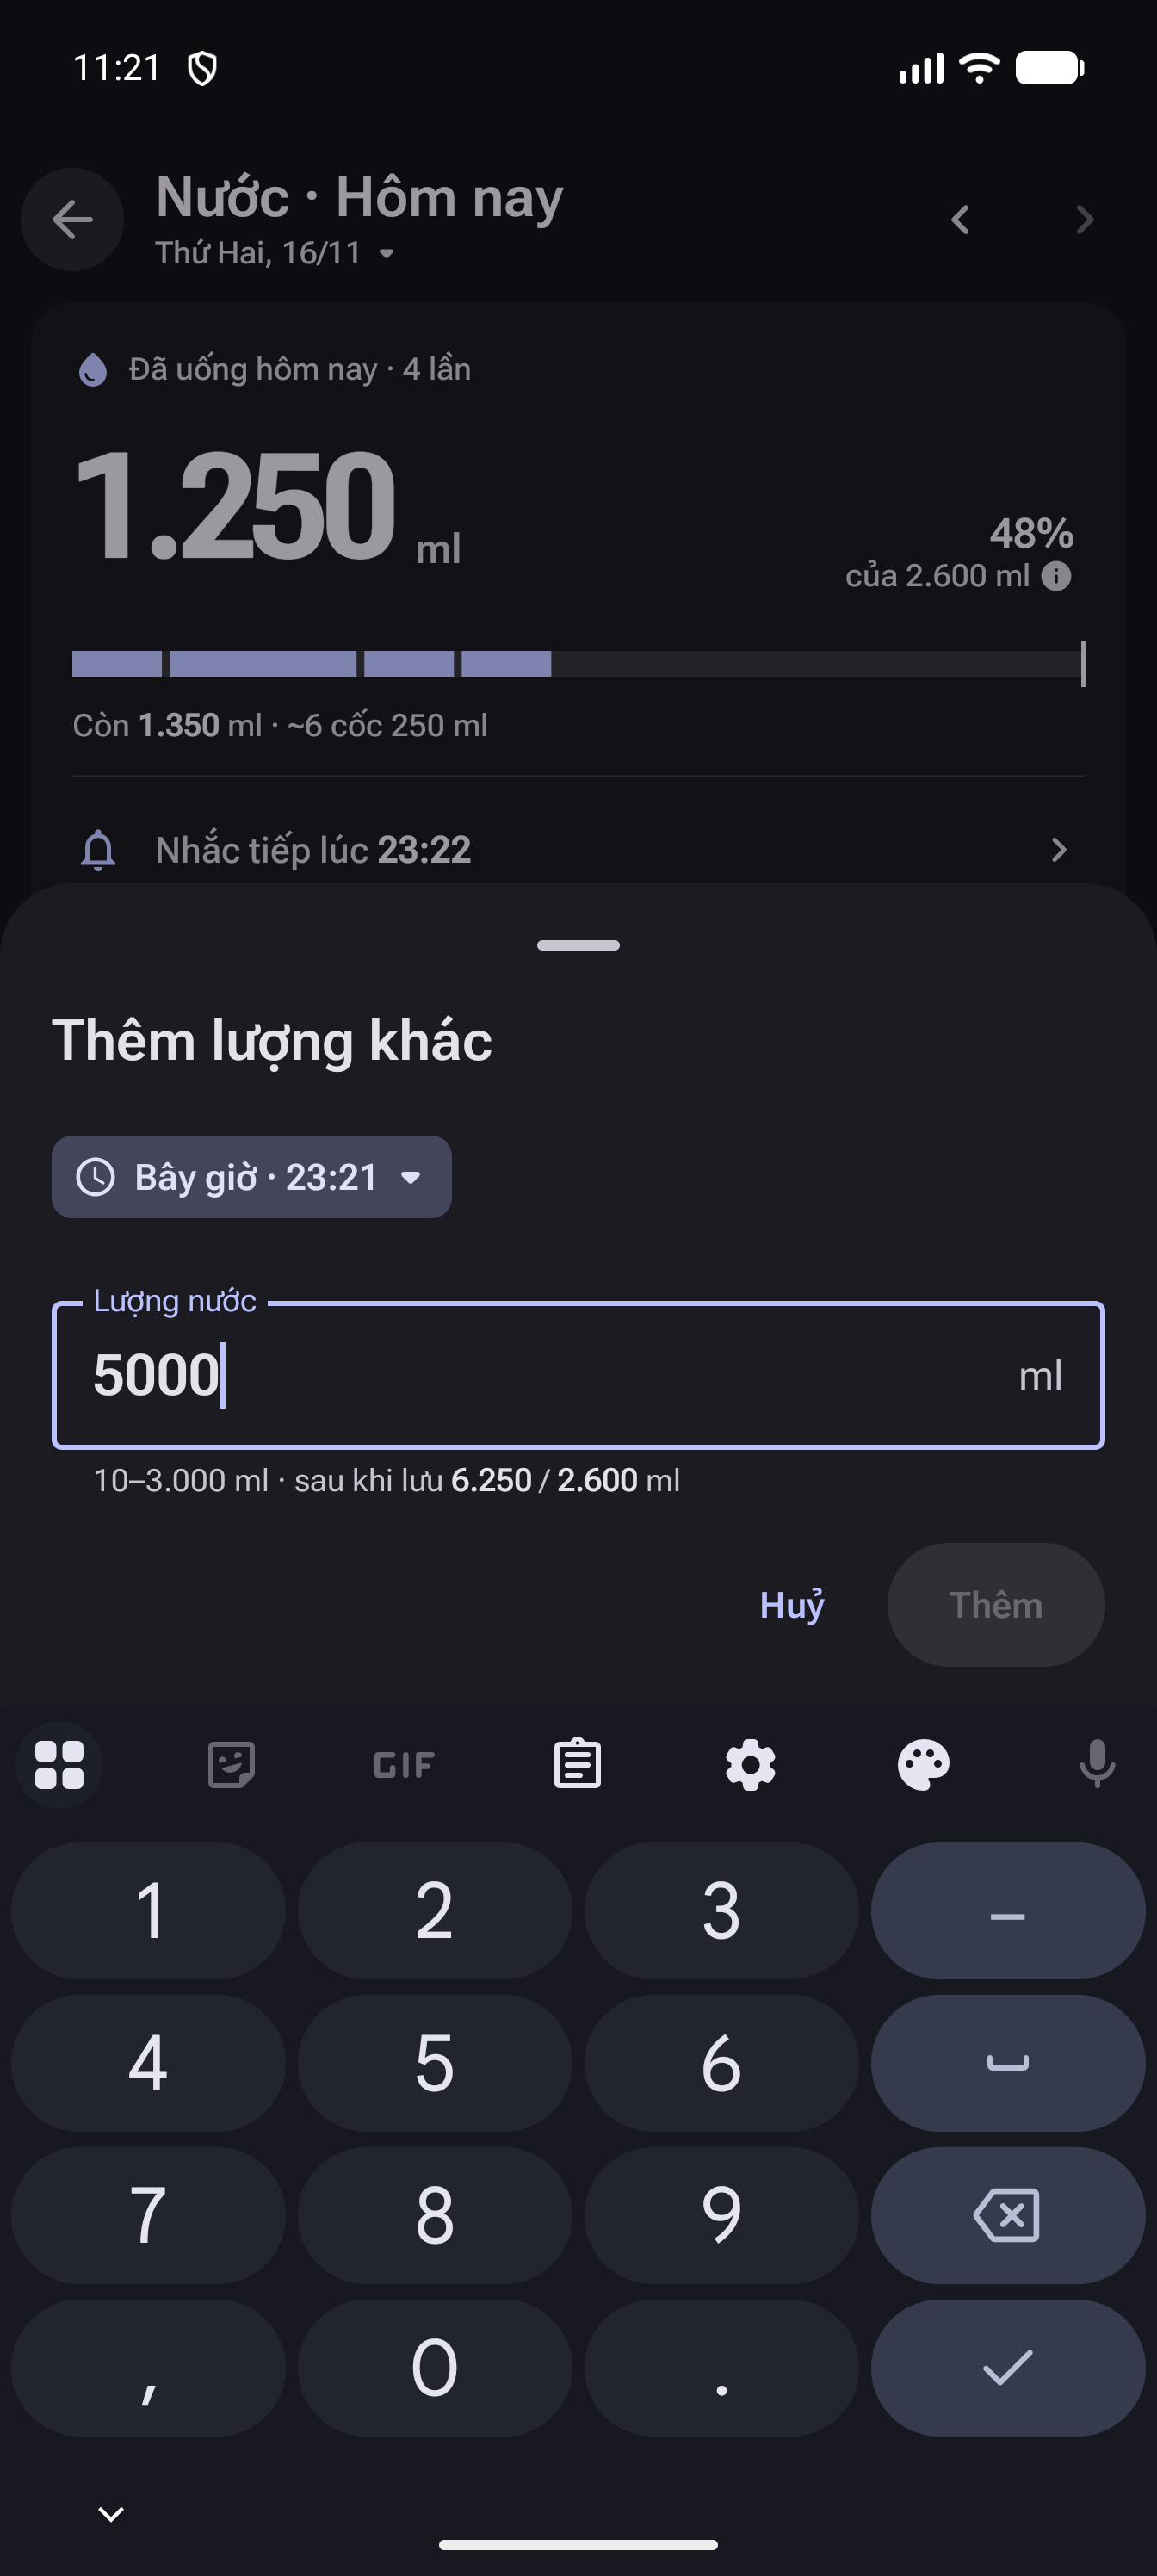 11:21
Nước · Hôm nay
Thứ Hai, 16/11
Đã uống hôm nay · 4 lần
1.250 ml
48%
của 2.600 ml
Còn 1.350 ml · ~6 cốc 250 ml
Nhắc tiếp lúc 23:22
Thêm lượng khác
Bây giờ · 23:21
Lượng nước
5000 ml
10–3.000 ml · sau khi lưu 6.250 / 2.600 ml
Huỷ Thêm
GIF
1 2 3 –
4 5 6
7 8 9
, 0 .